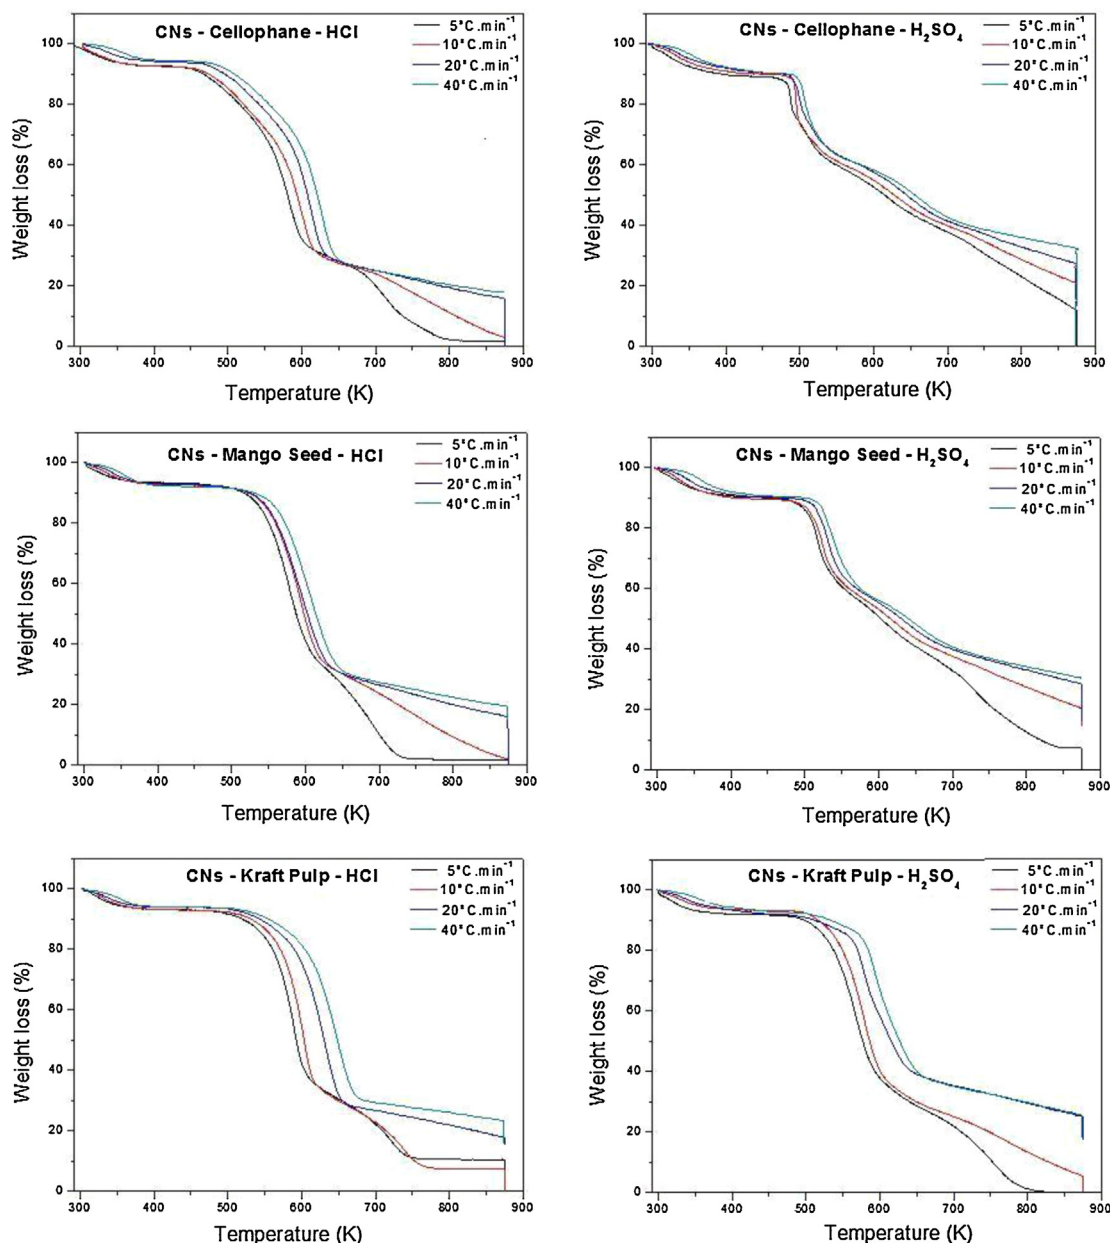 CNs - Cellophane - HCl
5°C.min⁻¹
10°C.min⁻¹
20°C.min⁻¹
40°C.min⁻¹
Weight loss (%)
100
80
60
40
20
0
300 400 500 600 700 800 900
Temperature (K)
CNs - Cellophane - H₂SO₄
5°C.min⁻¹
10°C.min⁻¹
20°C.min⁻¹
40°C.min⁻¹
Weight loss (%)
100
80
60
40
20
0
300 400 500 600 700 800 900
Temperature (K)
CNs - Mango Seed - HCl
5°C.min⁻¹
10°C.min⁻¹
20°C.min⁻¹
40°C.min⁻¹
Weight loss (%)
100
80
60
40
20
0
300 400 500 600 700 800 900
Temperature (K)
CNs - Mango Seed - H₂SO₄
5°C.min⁻¹
10°C.min⁻¹
20°C.min⁻¹
40°C.min⁻¹
Weight loss (%)
100
80
60
40
20
0
300 400 500 600 700 800 900
Temperature (K)
CNs - Kraft Pulp - HCl
5°C.min⁻¹
10°C.min⁻¹
20°C.min⁻¹
40°C.min⁻¹
Weight loss (%)
100
80
60
40
20
0
300 400 500 600 700 800 900
Temperature (K)
CNs - Kraft Pulp - H₂SO₄
5°C.min⁻¹
10°C.min⁻¹
20°C.min⁻¹
40°C.min⁻¹
Weight loss (%)
100
80
60
40
20
0
300 400 500 600 700 800 900
Temperature (K)